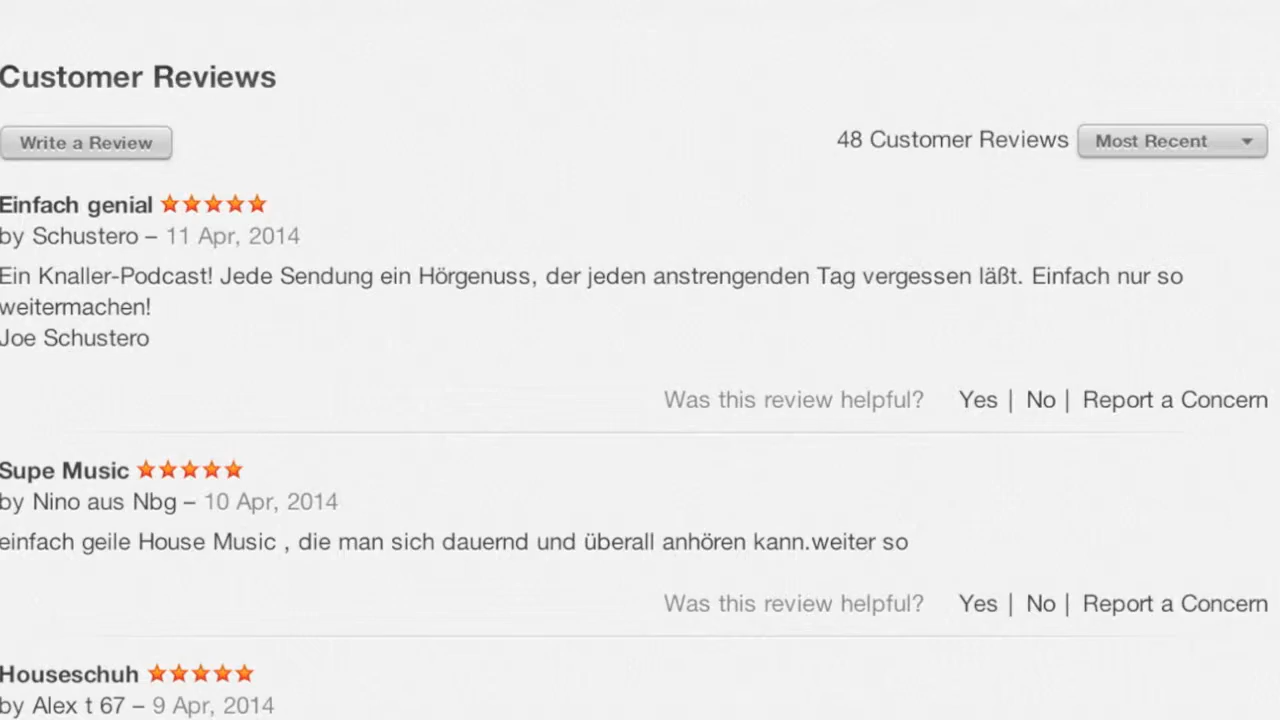 Customer Reviews
Write a Review
48 Customer Reviews Most Recent
Einfach genial
by Schustero – 11 Apr, 2014
Ein Knaller-Podcast! Jede Sendung ein Hörgenuss, der jeden anstrengenden Tag vergessen läßt. Einfach nur so
weitermachen!
Joe Schustero
Was this review helpful? Yes | No | Report a Concern
Supe Music
by Nino aus Nbg – 10 Apr, 2014
einfach geile House Music , die man sich dauernd und überall anhören kann.weiter so
Was this review helpful? Yes | No | Report a Concern
Houseschuh
by Alex t 67 – 9 Apr, 2014